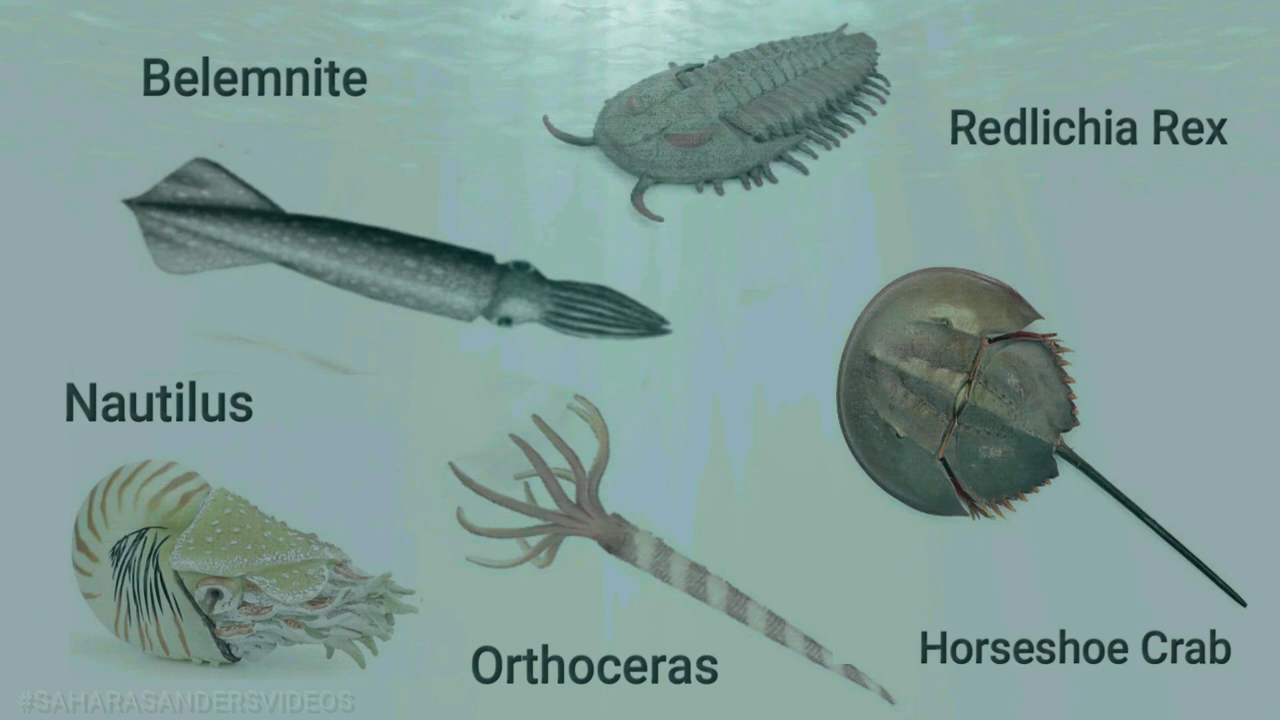 Belemnite
Redlichia Rex
Nautilus
Orthoceras
Horseshoe Crab
#SAHARASANDERSVIDEOS